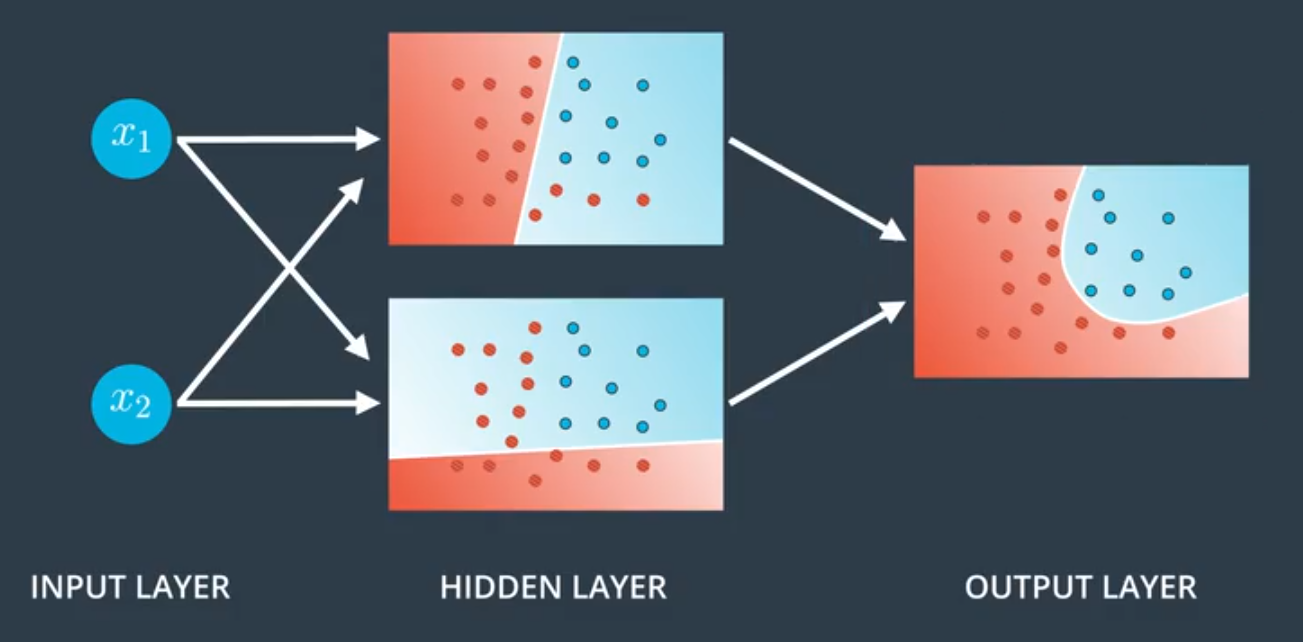 x₁
x₂
INPUT LAYER
HIDDEN LAYER
OUTPUT LAYER